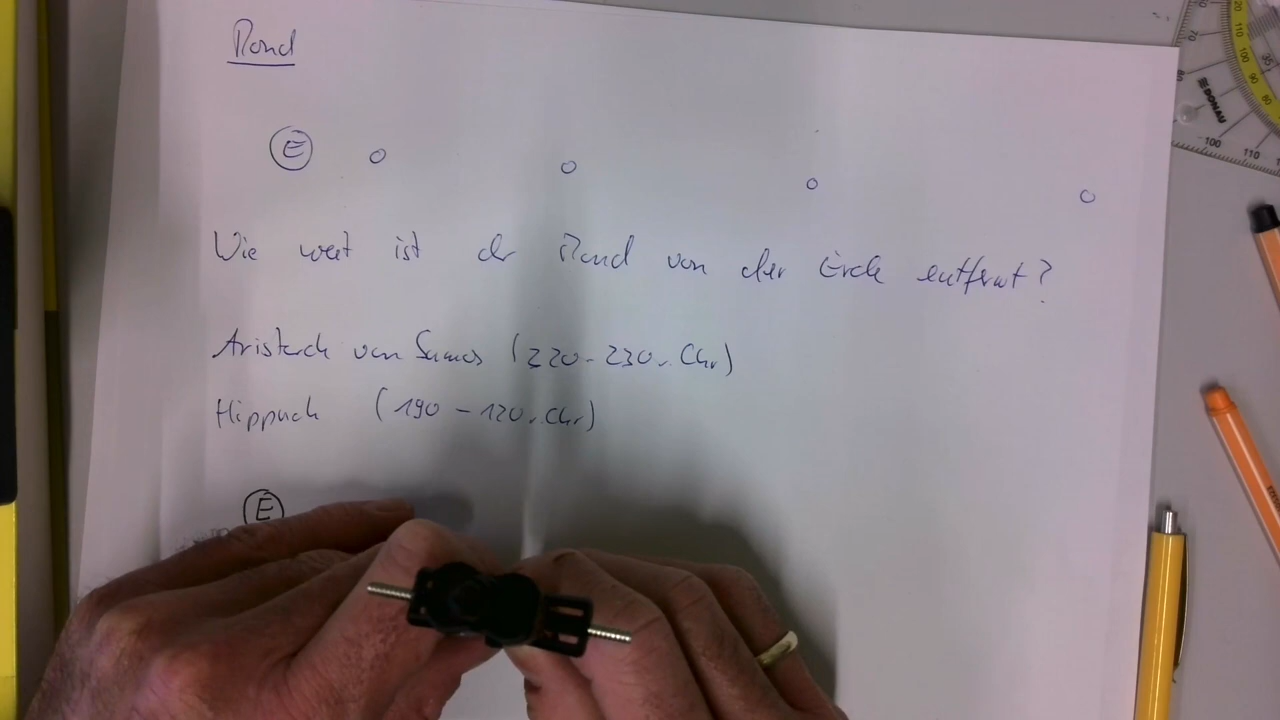 Mond
E
Wie weit ist der Mond von der Erde entfernt?
Aristarch von Samos (320-230 v. Chr)
Hipparch (190-120 v. Chr)
E
DONAU